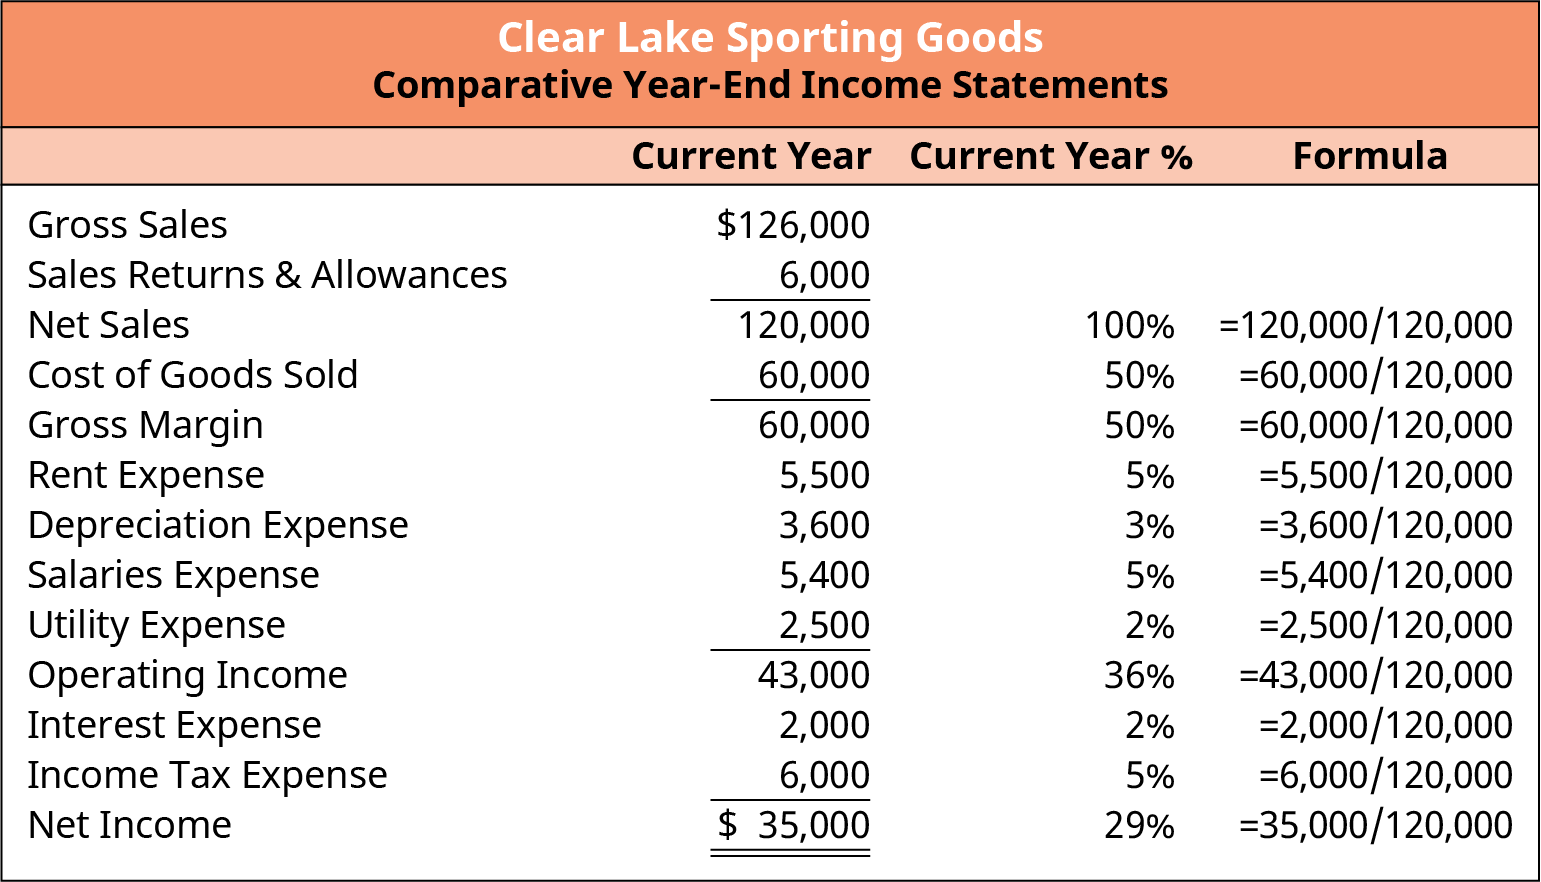 Clear Lake Sporting Goods
Comparative Year-End Income Statements
Current Year Current Year % Formula
Gross Sales $126,000
Sales Returns & Allowances 6,000
Net Sales 120,000 100% =120,000/120,000
Cost of Goods Sold 60,000 50% =60,000/120,000
Gross Margin 60,000 50% =60,000/120,000
Rent Expense 5,500 5% =5,500/120,000
Depreciation Expense 3,600 3% =3,600/120,000
Salaries Expense 5,400 5% =5,400/120,000
Utility Expense 2,500 2% =2,500/120,000
Operating Income 43,000 36% =43,000/120,000
Interest Expense 2,000 2% =2,000/120,000
Income Tax Expense 6,000 5% =6,000/120,000
Net Income $ 35,000 29% =35,000/120,000